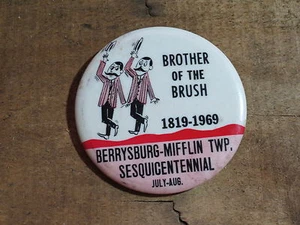 BROTHER
OF THE
BRUSH
1819-1969
BERRYSBURG-MIFFLIN TWP.
SESQUICENTENNIAL
JULY-AUG.